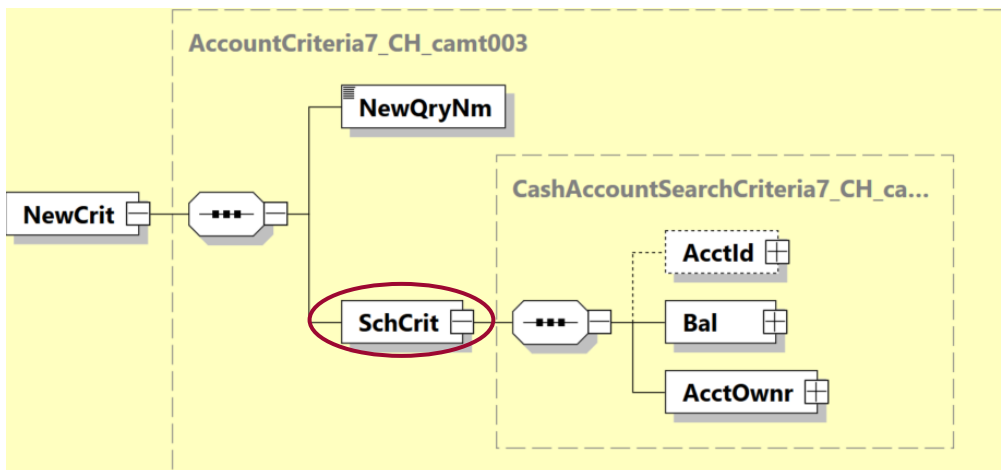 AccountCriteria7_CH_camt003
NewQryNm
CashAccountSearchCriteria7_CH_ca...
NewCrit
AcctId
SchCrit
Bal
AcctOwnr